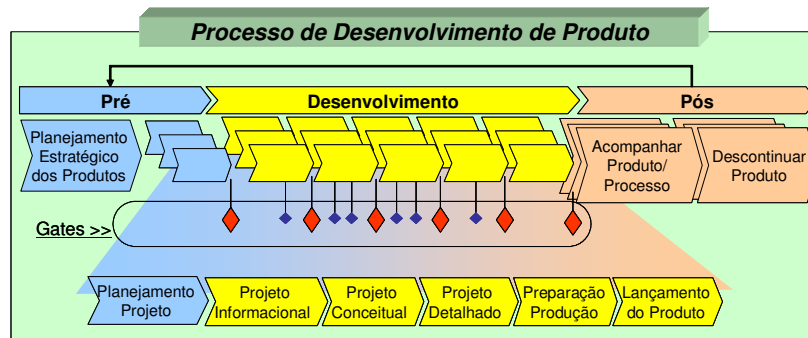 Processo de Desenvolvimento de Produto
Pré
Desenvolvimento
Pós
Planejamento
Estratégico
dos Produtos
Acompanhar
Produto/
Processo
Descontinuar
Produto
Gates >>
Planejamento
Projeto
Projeto
Informacional
Projeto
Conceitual
Projeto
Detalhado
Preparação
Produção
Lançamento
do Produto